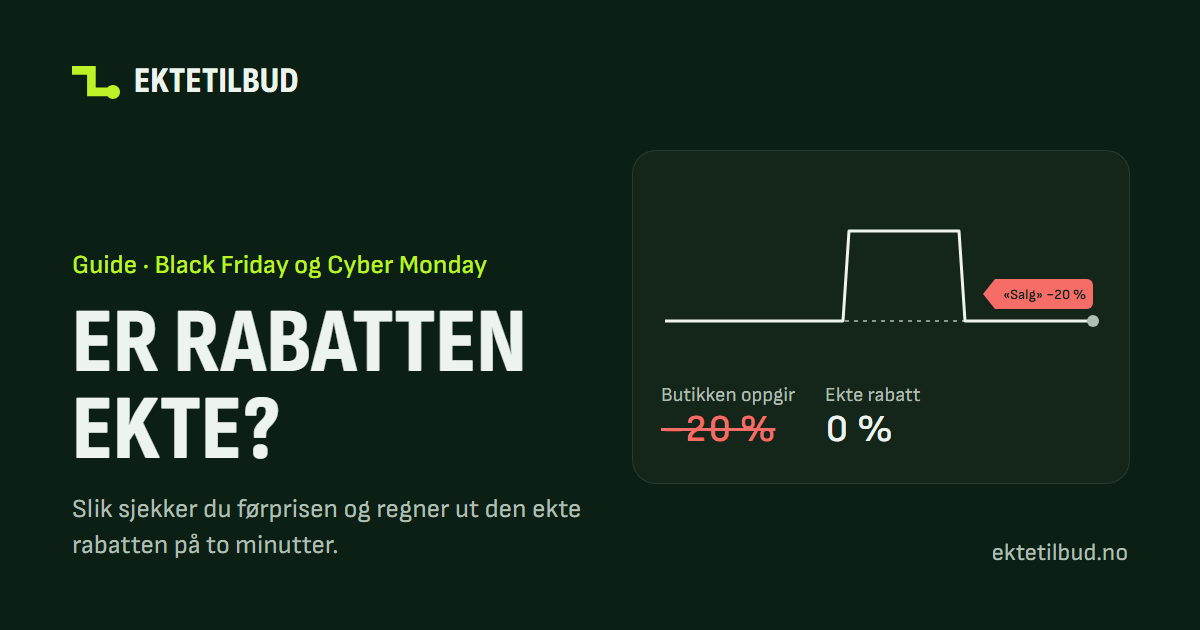 EKTETILBUD
Guide · Black Friday og Cyber Monday
ER RABATTEN
EKTE?
Slik sjekker du førprisen og regner ut den ekte
rabatten på to minutter.
«Salg» −20 %
Butikken oppgir
−20 %
Ekte rabatt
0 %
ektetilbud.no